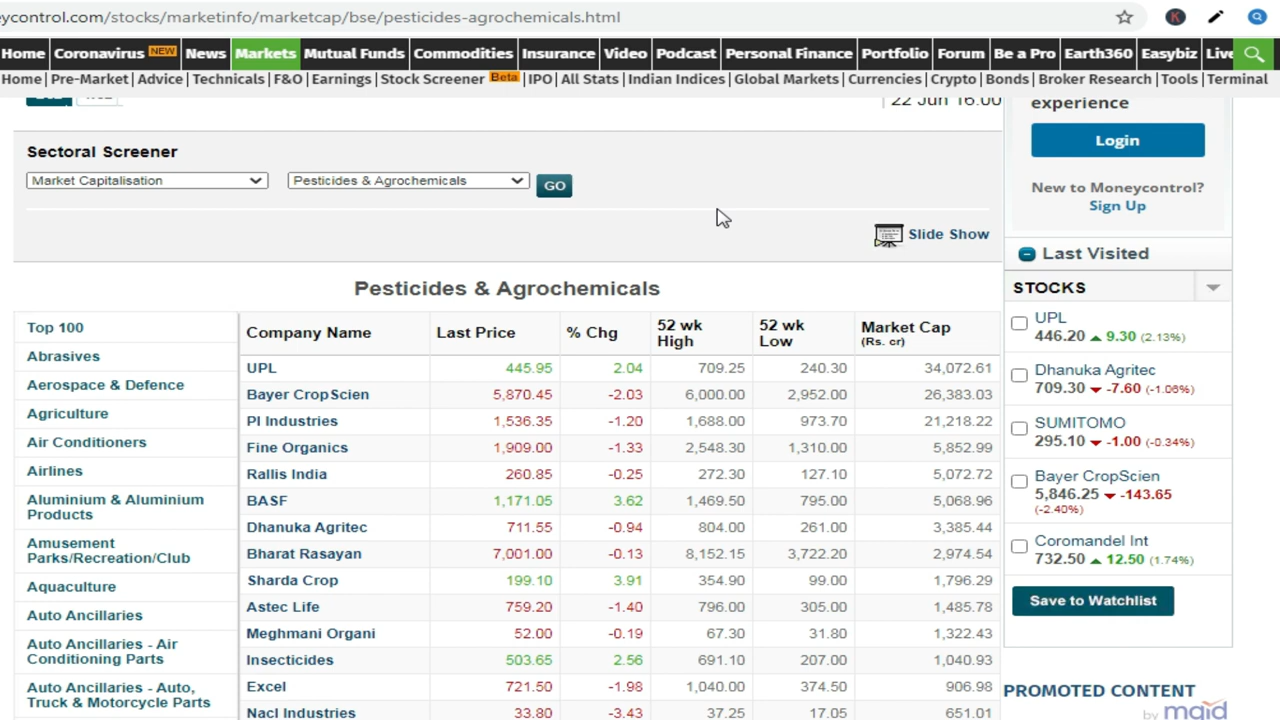 eycontrol.com/stocks/marketinfo/marketcap/bse/pesticides-agrochemicals.html
Home Coronavirus NEW News Markets Mutual Funds Commodities Insurance Video Podcast Personal Finance Portfolio Forum Be a Pro Earth360 Easybiz Live
Home | Pre-Market | Advice | Technicals | F&O | Earnings | Stock Screener Beta | IPO | All Stats | Indian Indices | Global Markets | Currencies | Crypto | Bonds | Broker Research | Tools | Terminal
22 Jun 16:00
experience
Login
New to Moneycontrol?
Sign Up
Sectoral Screener
Market Capitalisation Pesticides & Agrochemicals GO
Slide Show
Pesticides & Agrochemicals
Top 100
Abrasives
Aerospace & Defence
Agriculture
Air Conditioners
Airlines
Aluminium & Aluminium
Products
Amusement
Parks/Recreation/Club
Aquaculture
Auto Ancillaries
Auto Ancillaries - Air
Conditioning Parts
Auto Ancillaries - Auto,
Truck & Motorcycle Parts
Company Name Last Price % Chg 52 wk High 52 wk Low Market Cap (Rs. cr)
UPL 445.95 2.04 709.25 240.30 34,072.61
Bayer CropScien 5,870.45 -2.03 6,000.00 2,952.00 26,383.03
PI Industries 1,536.35 -1.20 1,688.00 973.70 21,218.22
Fine Organics 1,909.00 -1.33 2,548.30 1,310.00 5,852.99
Rallis India 260.85 -0.25 272.30 127.10 5,072.72
BASF 1,171.05 3.62 1,469.50 795.00 5,068.96
Dhanuka Agritec 711.55 -0.94 804.00 261.00 3,385.44
Bharat Rasayan 7,001.00 -0.13 8,152.15 3,722.20 2,974.54
Sharda Crop 199.10 3.91 354.90 99.00 1,796.29
Astec Life 759.20 -1.40 796.00 305.00 1,485.78
Meghmani Organi 52.00 -0.19 67.30 31.80 1,322.43
Insecticides 503.65 2.56 691.10 207.00 1,040.93
Excel 721.50 -1.98 1,040.00 374.50 906.98
Nacl Industries 33.80 -3.43 37.25 17.05 651.01
Last Visited
STOCKS
UPL
446.20 9.30 (2.13%)
Dhanuka Agritec
709.30 -7.60 (-1.06%)
SUMITOMO
295.10 -1.00 (-0.34%)
Bayer CropScien
5,846.25 -143.65
(-2.40%)
Coromandel Int
732.50 12.50 (1.74%)
Save to Watchlist
PROMOTED CONTENT
by